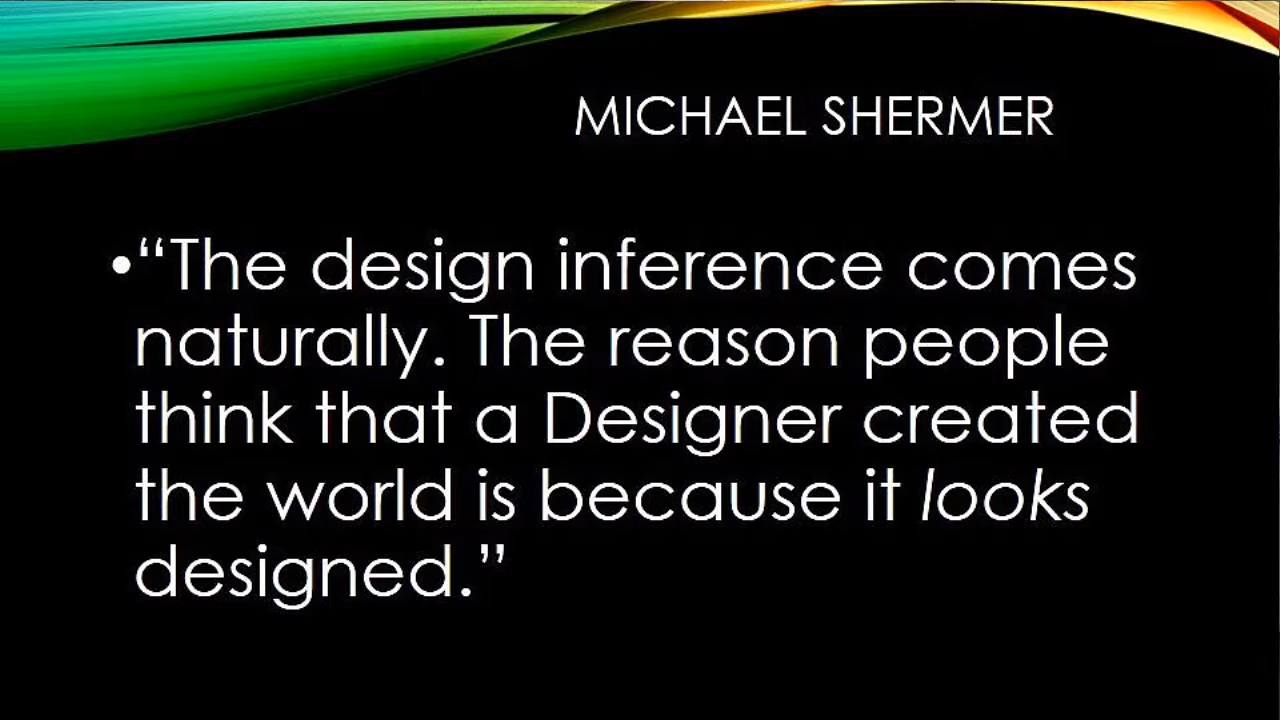 MICHAEL SHERMER
•“The design inference comes
naturally. The reason people
think that a Designer created
the world is because it looks
designed.”